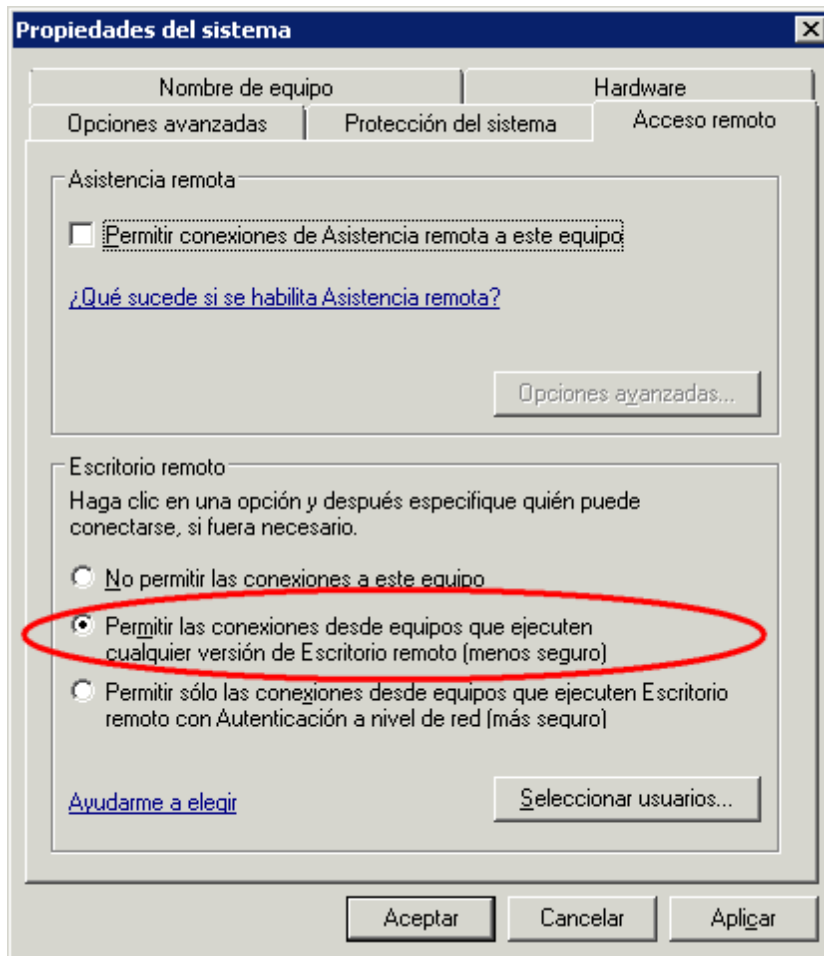 Propiedades del sistema
Nombre de equipo
Hardware
Opciones avanzadas
Protección del sistema
Acceso remoto
Asistencia remota
Permitir conexiones de Asistencia remota a este equipo
¿Qué sucede si se habilita Asistencia remota?
Opciones avanzadas...
Escritorio remoto
Haga clic en una opción y después especifique quién puede
conectarse, si fuera necesario.
No permitir las conexiones a este equipo
Permitir las conexiones desde equipos que ejecuten
cualquier versión de Escritorio remoto (menos seguro)
Permitir sólo las conexiones desde equipos que ejecuten Escritorio
remoto con Autenticación a nivel de red (más seguro)
Ayudarme a elegir
Seleccionar usuarios...
Aceptar
Cancelar
Aplicar